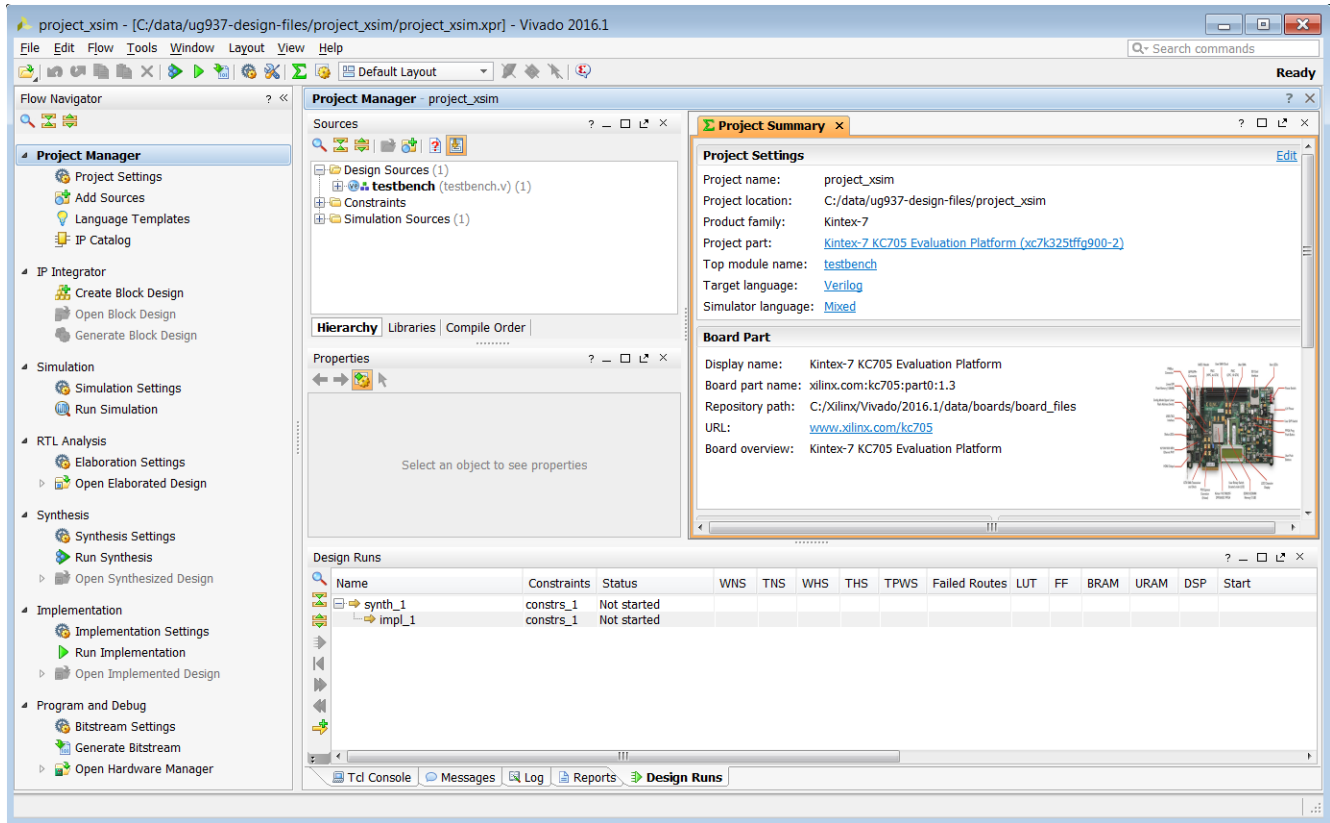 project_xsim - [C:/data/ug937-design-files/project_xsim/project_xsim.xpr] - Vivado 2016.1
File Edit Flow Tools Window Layout View Help
Search commands
Default Layout
Ready
Flow Navigator
Project Manager
Project Settings
Add Sources
Language Templates
IP Catalog
IP Integrator
Create Block Design
Open Block Design
Generate Block Design
Simulation
Simulation Settings
Run Simulation
RTL Analysis
Elaboration Settings
Open Elaborated Design
Synthesis
Synthesis Settings
Run Synthesis
Open Synthesized Design
Implementation
Implementation Settings
Run Implementation
Open Implemented Design
Program and Debug
Bitstream Settings
Generate Bitstream
Open Hardware Manager
Project Manager - project_xsim
Sources
Design Sources (1)
testbench (testbench.v) (1)
Constraints
Simulation Sources (1)
Hierarchy Libraries Compile Order
Properties
Select an object to see properties
Project Summary
Project Settings Edit
Project name: project_xsim
Project location: C:/data/ug937-design-files/project_xsim
Product family: Kintex-7
Project part: Kintex-7 KC705 Evaluation Platform (xc7k325tffg900-2)
Top module name: testbench
Target language: Verilog
Simulator language: Mixed
Board Part
Display name: Kintex-7 KC705 Evaluation Platform
Board part name: xilinx.com:kc705:part0:1.3
Repository path: C:/Xilinx/Vivado/2016.1/data/boards/board_files
URL: www.xilinx.com/kc705
Board overview: Kintex-7 KC705 Evaluation Platform
Design Runs
Name Constraints Status WNS TNS WHS THS TPWS Failed Routes LUT FF BRAM URAM DSP Start
synth_1 constrs_1 Not started
impl_1 constrs_1 Not started
Tcl Console Messages Log Reports Design Runs